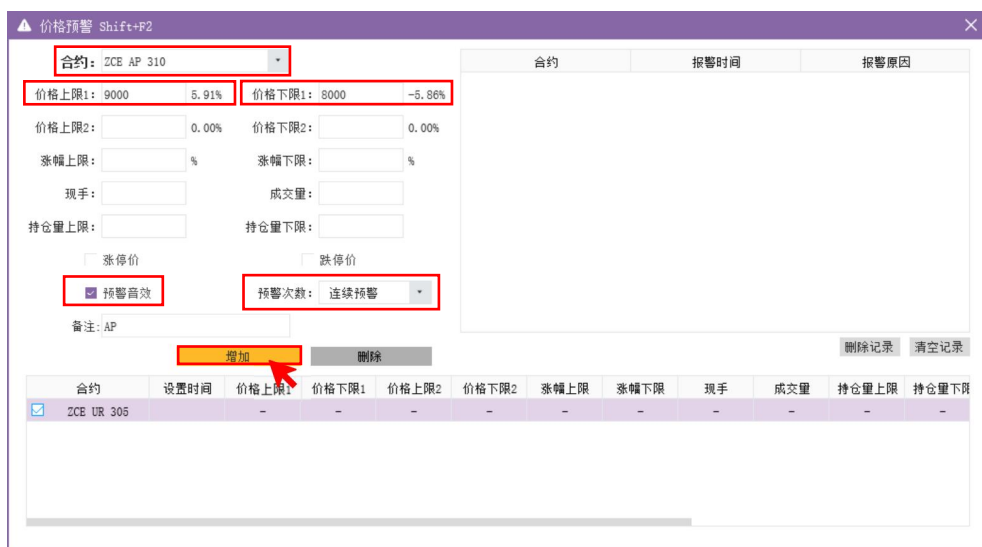 价格预警 Shift+F2
合约: ZCE AP 310
合约 报警时间 报警原因
价格上限1: 9000 5.91% 价格下限1: 8000 -5.86%
价格上限2: 0.00% 价格下限2: 0.00%
涨幅上限: % 涨幅下限: %
现手: 成交量:
持仓量上限: 持仓量下限:
涨停价 跌停价
预警音效 预警次数: 连续预警
备注: AP
增加 删除 删除记录 清空记录
合约 设置时间 价格上限1 价格下限1 价格上限2 价格下限2 涨幅上限 涨幅下限 现手 成交量 持仓量上限 持仓量下限
ZCE UR 305 - - - - - - - - - -